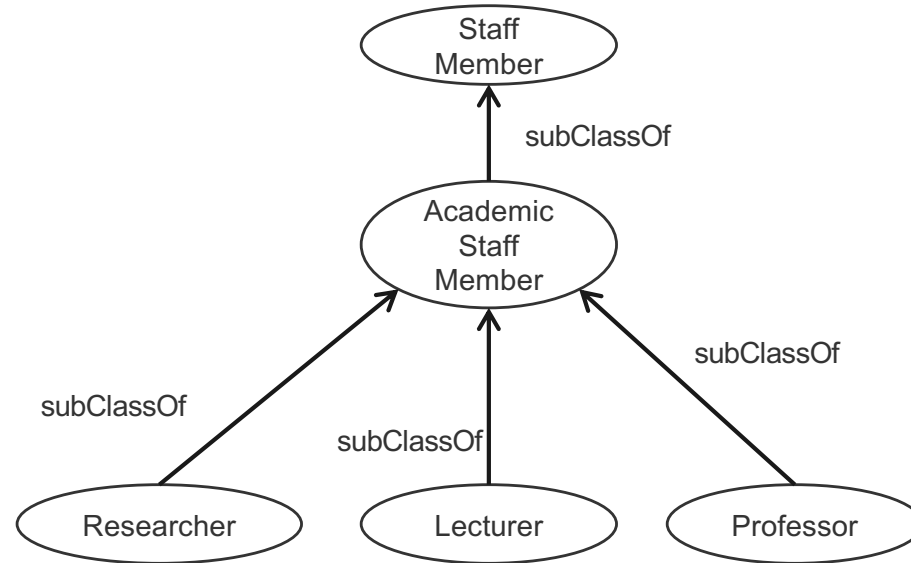 Staff
Member
subClassOf
Academic
Staff
Member
subClassOf
subClassOf
subClassOf
Researcher
Lecturer
Professor